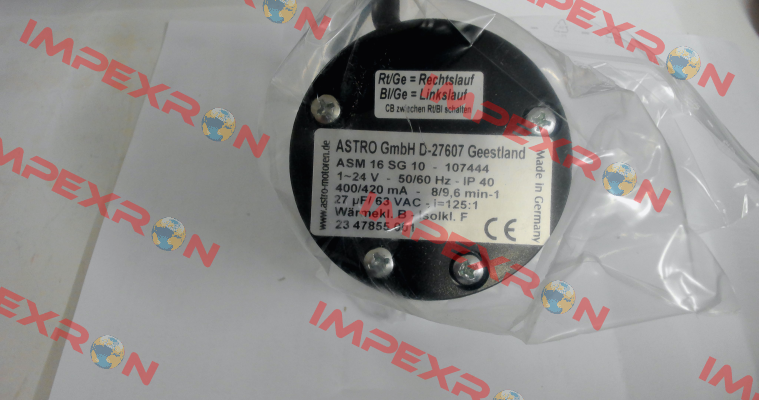 Rt/Ge = Rechtslauf
Bl/Ge = Linkslauf
CB zwischen Rt/Bl schalten
www.astro-motoren.de
ASTRO GmbH D-27607 Geestland
ASM 16 SG 10 - 107444
1~24 V - 50/60 Hz - IP 40
400/420 mA - 8/9,6 min-1
27 µF/ 63 VAC - i=125:1
Wärmekl. B - Isolkl. F
23 47855 001
CE
Made in Germany
IMPEXRON
IMPEXRON
IMPEXRON
IMPEXRON
IMPEXRON
IMPEXRON